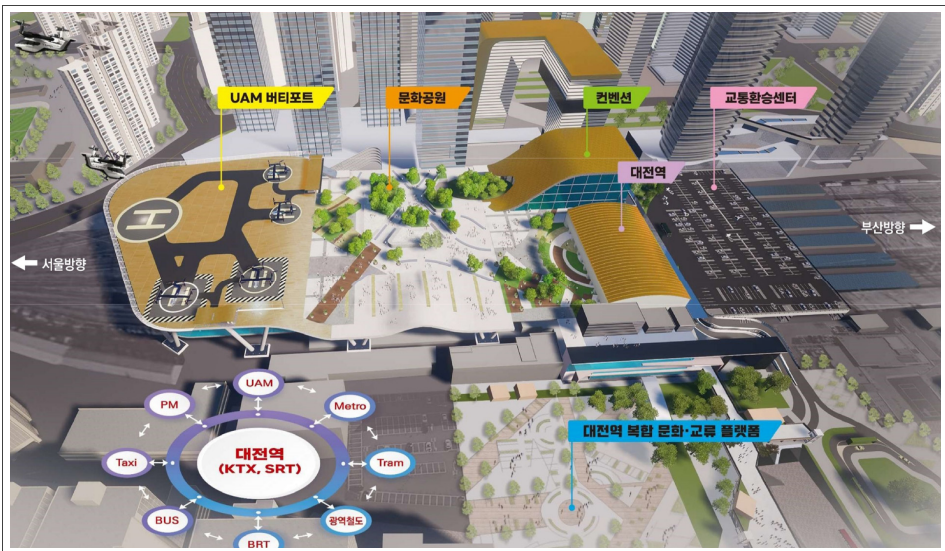 UAM 버티포트
문화공원
컨벤션
교통환승센터
대전역
부산방향
서울방향
H
대전역 복합 문화·교류 플랫폼
UAM
PM
Metro
대전역
(KTX, SRT)
Taxi
Tram
BUS
광역철도
BRT